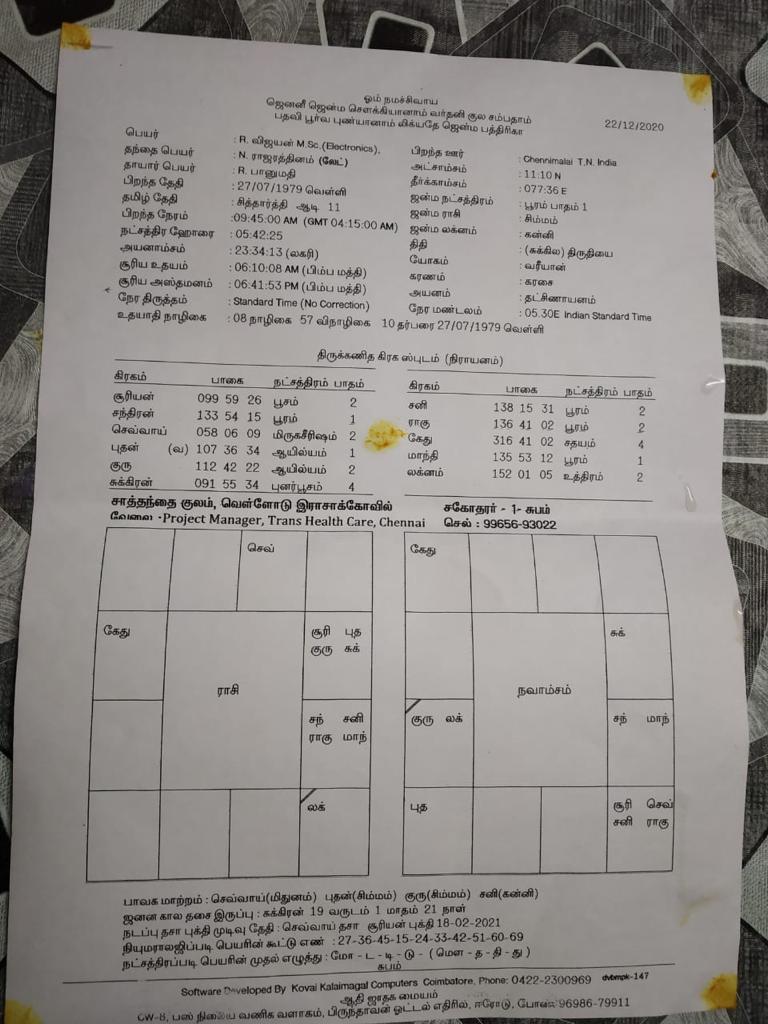 ஓம் நமச்சிவாய
ஜெனனீ ஜென்ம சௌக்கியானாம் வர்தனி குல சம்பதாம்
பதவி பூர்வ புண்யானாம் லிக்யதே ஜென்ம பத்திரிகா
22/12/2020
பெயர் : R. விஜயன் M.Sc.(Electronics),
தந்தை பெயர் : N. ராஜரத்தினம் (லேட்)
தாயார் பெயர் : R. பானுமதி
பிறந்த தேதி : 27/07/1979 வெள்ளி
தமிழ் தேதி : சித்தார்த்தி ஆடி 11
பிறந்த நேரம் :09:45:00 AM (GMT 04:15:00 AM)
நட்சத்திர ஹோரை : 05:42:25
அயனாம்சம் : 23:34:13 (லகரி)
சூரிய உதயம் : 06:10:08 AM (பிம்ப மத்தி)
சூரிய அஸ்தமனம் : 06:41:53 PM (பிம்ப மத்தி)
நேர திருத்தம் : Standard Time (No Correction)
உதயாதி நாழிகை : 08 நாழிகை 57 விநாழிகை 10 தர்பரை 27/07/1979 வெள்ளி
பிறந்த ஊர் : Chennimalai T.N. India
அட்சாம்சம் : 11:10 N
தீர்க்காம்சம் : 077:36 E
ஜன்ம நட்சத்திரம் : பூரம் பாதம் 1
ஜன்ம ராசி : சிம்மம்
ஜன்ம லக்னம் : கன்னி
திதி : (சுக்கில) திருதியை
யோகம் : வரீயான்
கரணம் : கரசை
அயனம் : தட்சிணாயனம்
நேர மண்டலம் : 05.30E Indian Standard Time
திருக்கணித கிரக ஸ்புடம் (நிராயனம்)
கிரகம் பாகை நட்சத்திரம் பாதம்
சூரியன் 099 59 26 பூசம் 2
சந்திரன் 133 54 15 பூரம் 1
செவ்வாய் 058 06 09 மிருகசீரிஷம் 2
புதன் (வ) 107 36 34 ஆயில்யம் 1
குரு 112 42 22 ஆயில்யம் 2
சுக்கிரன் 091 55 34 புனர்பூசம் 4
கிரகம் பாகை நட்சத்திரம் பாதம்
சனி 138 15 31 பூரம் 2
ராகு 136 41 02 பூரம் 2
கேது 316 41 02 சதயம் 4
மாந்தி 135 53 12 பூரம் 1
லக்னம் 152 01 05 உத்திரம் 2
சாத்தந்தை குலம், வெள்ளோடு இராசாக்கோவில் சகோதரர் - 1- சுபம்
வேலை -Project Manager, Trans Health Care, Chennai செல் : 99656-93022
செவ்
கேது
சூரி புத
குரு சுக்
ராசி
சந் சனி
ராகு மாந்
லக்
கேது
சுக்
நவாம்சம்
குரு லக்
சந் மாந்
புத
சூரி செவ்
சனி ராகு
பாவக மாற்றம் : செவ்வாய்(மிதுனம்) புதன்(சிம்மம்) குரு(சிம்மம்) சனி(கன்னி)
ஜனன கால தசை இருப்பு : சுக்கிரன் 19 வருடம் 1 மாதம் 21 நாள்
நடப்பு தசா புக்தி முடிவு தேதி : செவ்வாய் தசா சூரியன் புக்தி 18-02-2021
நியுமராலஜிப்படி பெயரின் கூட்டு எண் : 27-36-45-15-24-33-42-51-60-69
நட்சத்திரப்படி பெயரின் முதல் எழுத்து : மோ - ட - டி - டு - ( மௌ - த - தி - து )
சுபம்
Software Developed By Kovai Kalaimagal Computers Coimbatore, Phone: 0422-2300969 dvbmpk-147
ஆதி ஜாதக மையம்
CW-8, பஸ் நிலைய வணிக வளாகம், பிருந்தாவன் ஓட்டல் எதிரில், ஈரோடு, போன்: 96986-79911